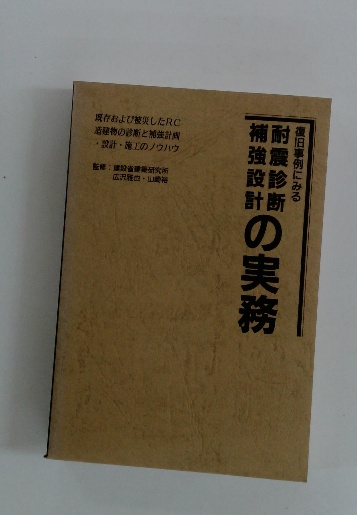 復旧事例にみる
耐震診断
補強設計
の実務
既存および被災したRC
造建物の診断と補強計画
・設計・施工のノウハウ
監修：建設省建築研究所
広沢雅也・山崎裕